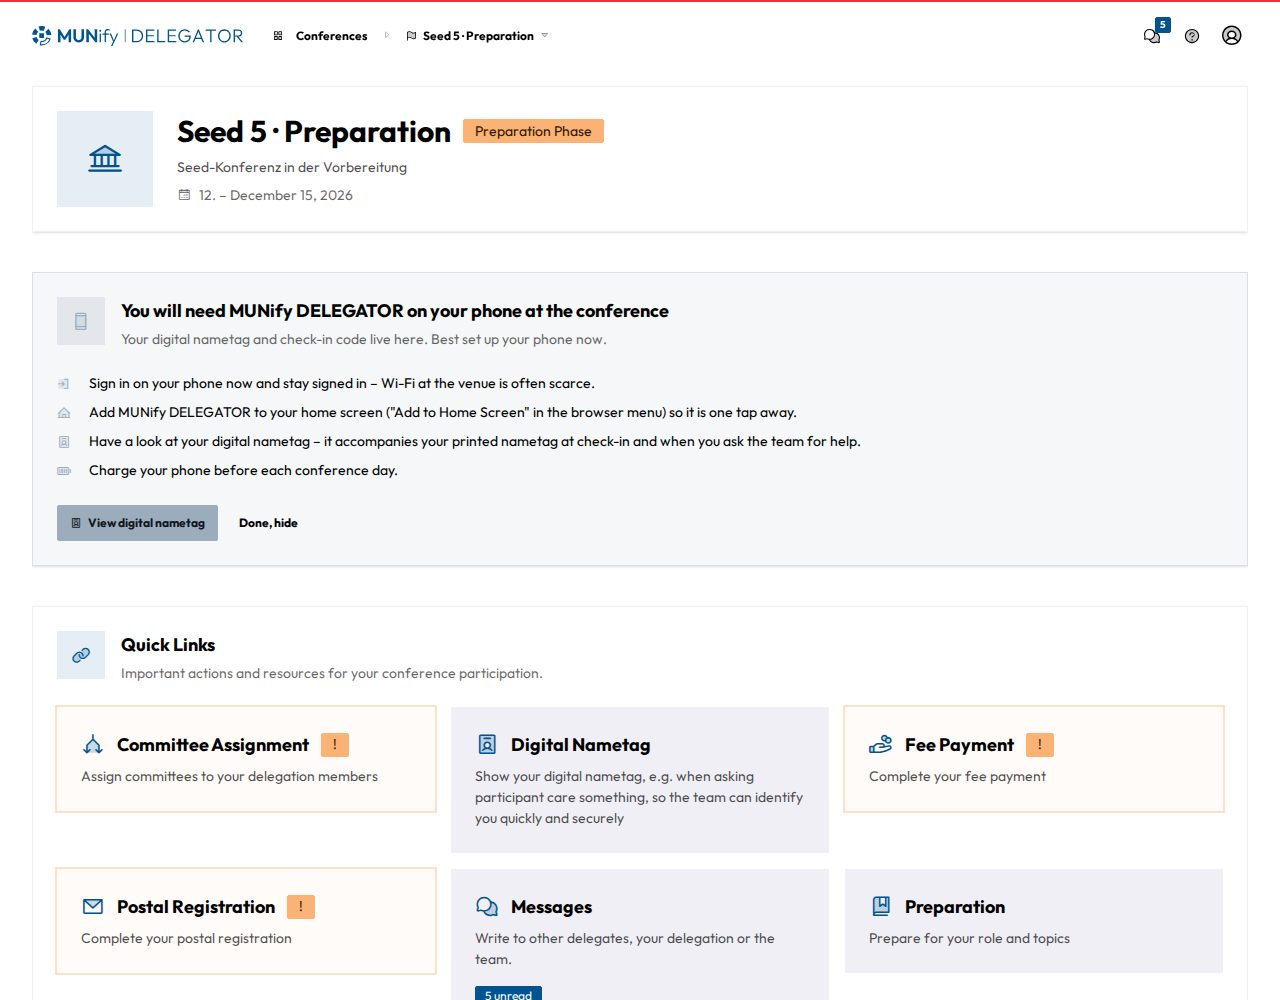 MUNify | DELEGATOR
Conferences
Seed 5 · Preparation
5
Seed 5 · Preparation
Preparation Phase
Seed-Konferenz in der Vorbereitung
12. – December 15, 2026
You will need MUNify DELEGATOR on your phone at the conference
Your digital nametag and check-in code live here. Best set up your phone now.
Sign in on your phone now and stay signed in – Wi-Fi at the venue is often scarce.
Add MUNify DELEGATOR to your home screen ("Add to Home Screen" in the browser menu) so it is one tap away.
Have a look at your digital nametag – it accompanies your printed nametag at check-in and when you ask the team for help.
Charge your phone before each conference day.
View digital nametag
Done, hide
Quick Links
Important actions and resources for your conference participation.
Committee Assignment !
Assign committees to your delegation members
Digital Nametag
Show your digital nametag, e.g. when asking
participant care something, so the team can identify
you quickly and securely
Fee Payment !
Complete your fee payment
Postal Registration !
Complete your postal registration
Messages
Write to other delegates, your delegation or the
team.
5 unread
Preparation
Prepare for your role and topics